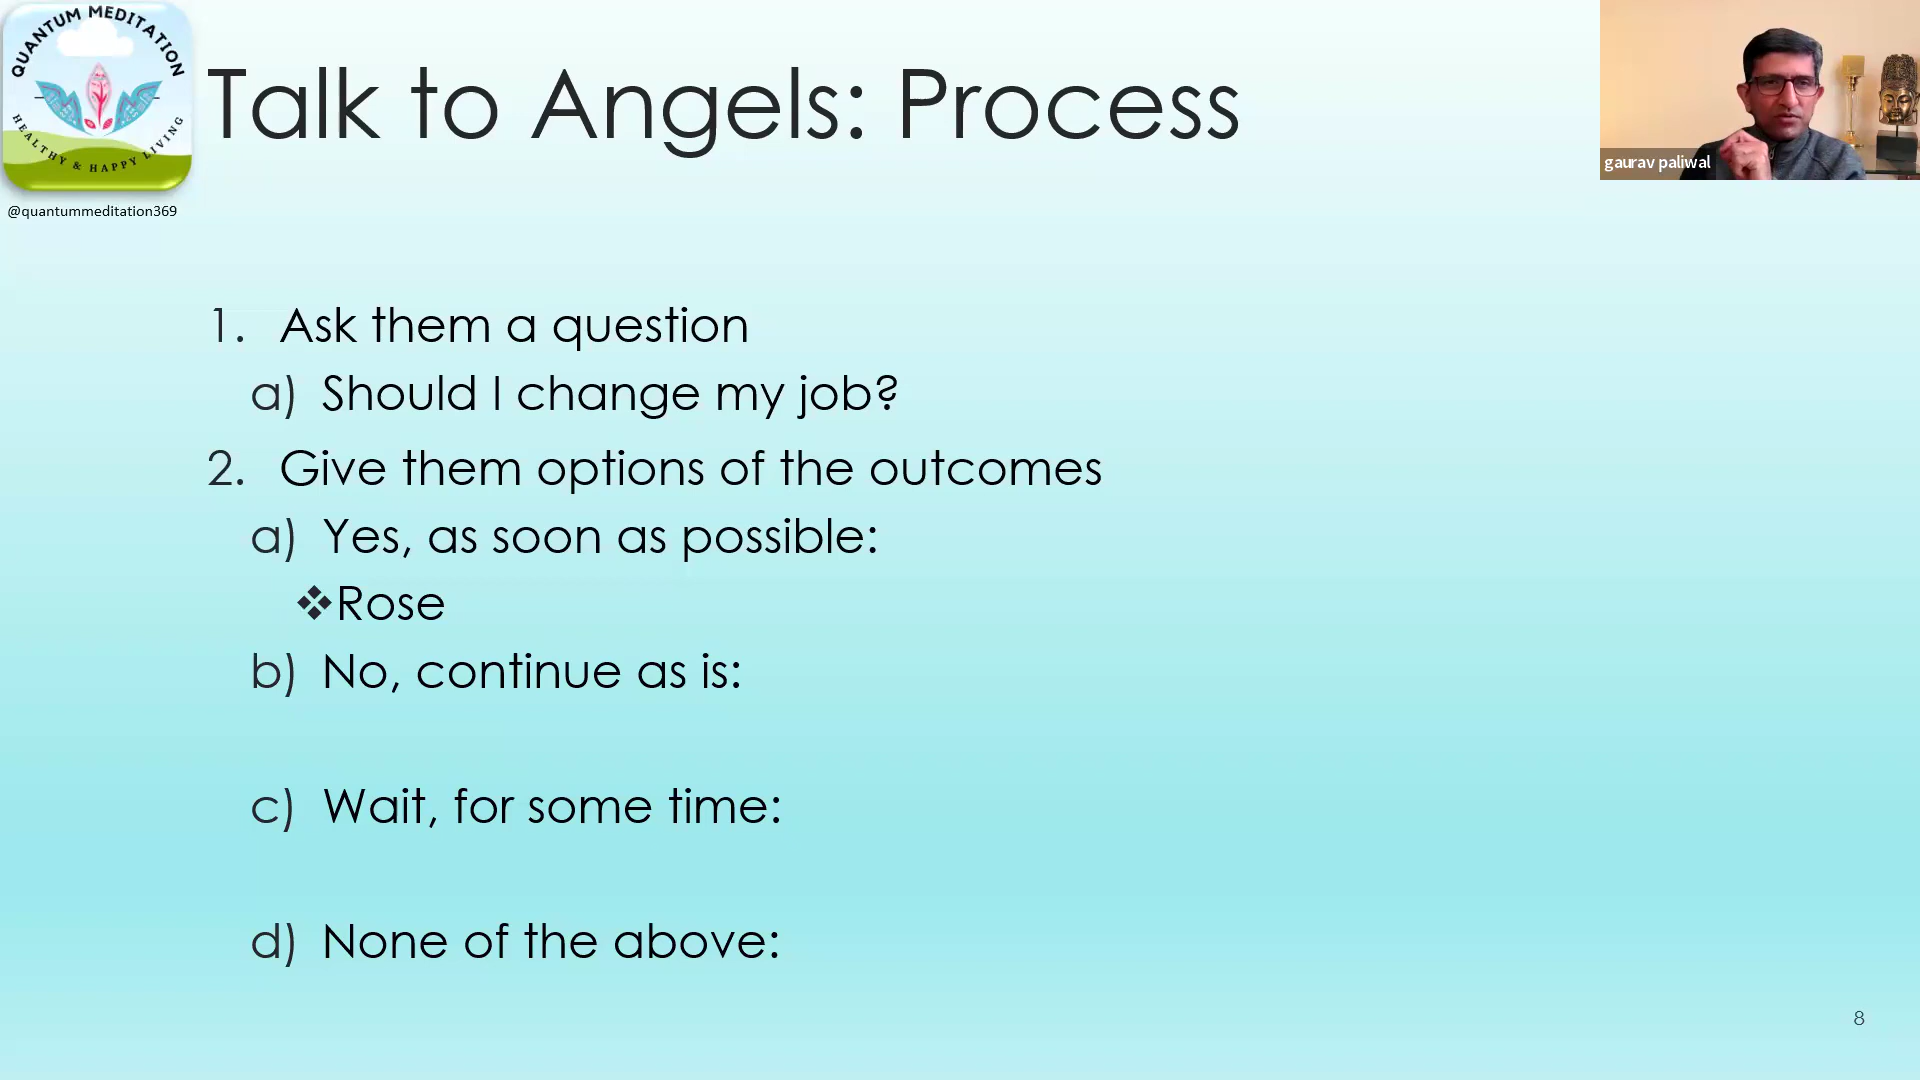 QUANTUM MEDITATION
HEALTHY & HAPPY LIVING
@quantummeditation369
Talk to Angels: Process
gaurav paliwal
1. Ask them a question
a) Should I change my job?
2. Give them options of the outcomes
a) Yes, as soon as possible:
❖Rose
b) No, continue as is:
c) Wait, for some time:
d) None of the above:
8